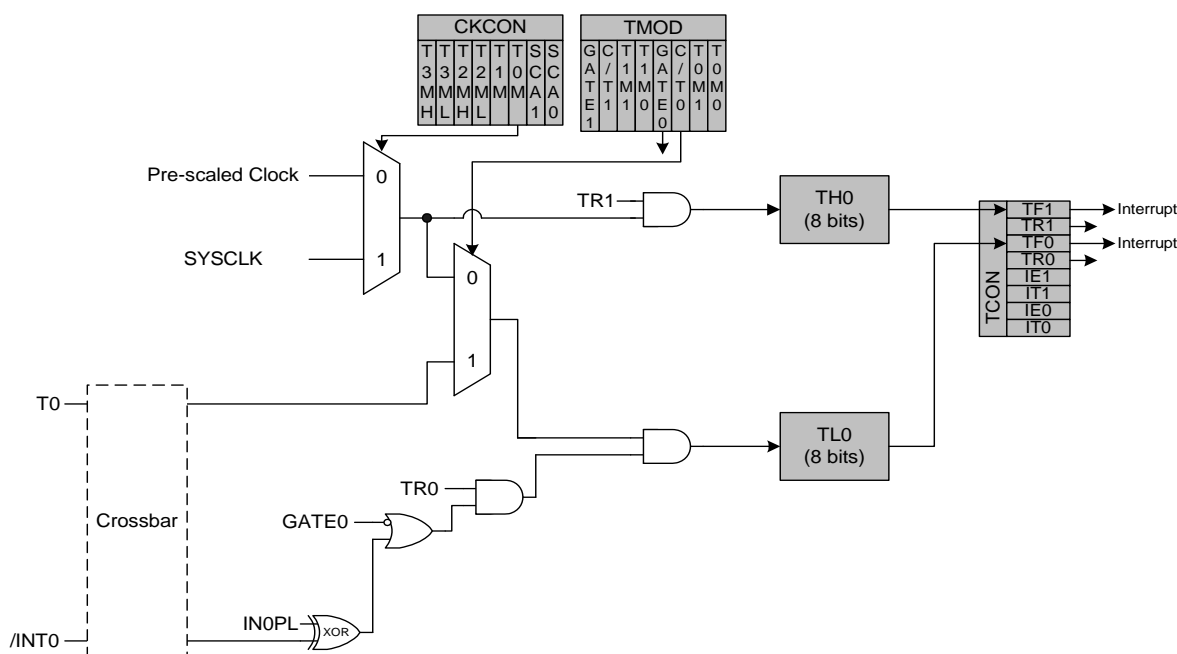 CKCON
T3MH
T3ML
T2MH
T2ML
T1M
T0M
SCA1
SCA0
TMOD
GATE1
C/T1
T1M1
T1M0
GATE0
C/T0
T0M1
T0M0
Pre-scaled Clock
0
SYSCLK
1
TR1
TH0
(8 bits)
TCON
TF1
TR1
TF0
TR0
IE1
IT1
IE0
IT0
Interrupt
Interrupt
0
1
T0
Crossbar
TL0
(8 bits)
TR0
GATE0
IN0PL
XOR
/INT0